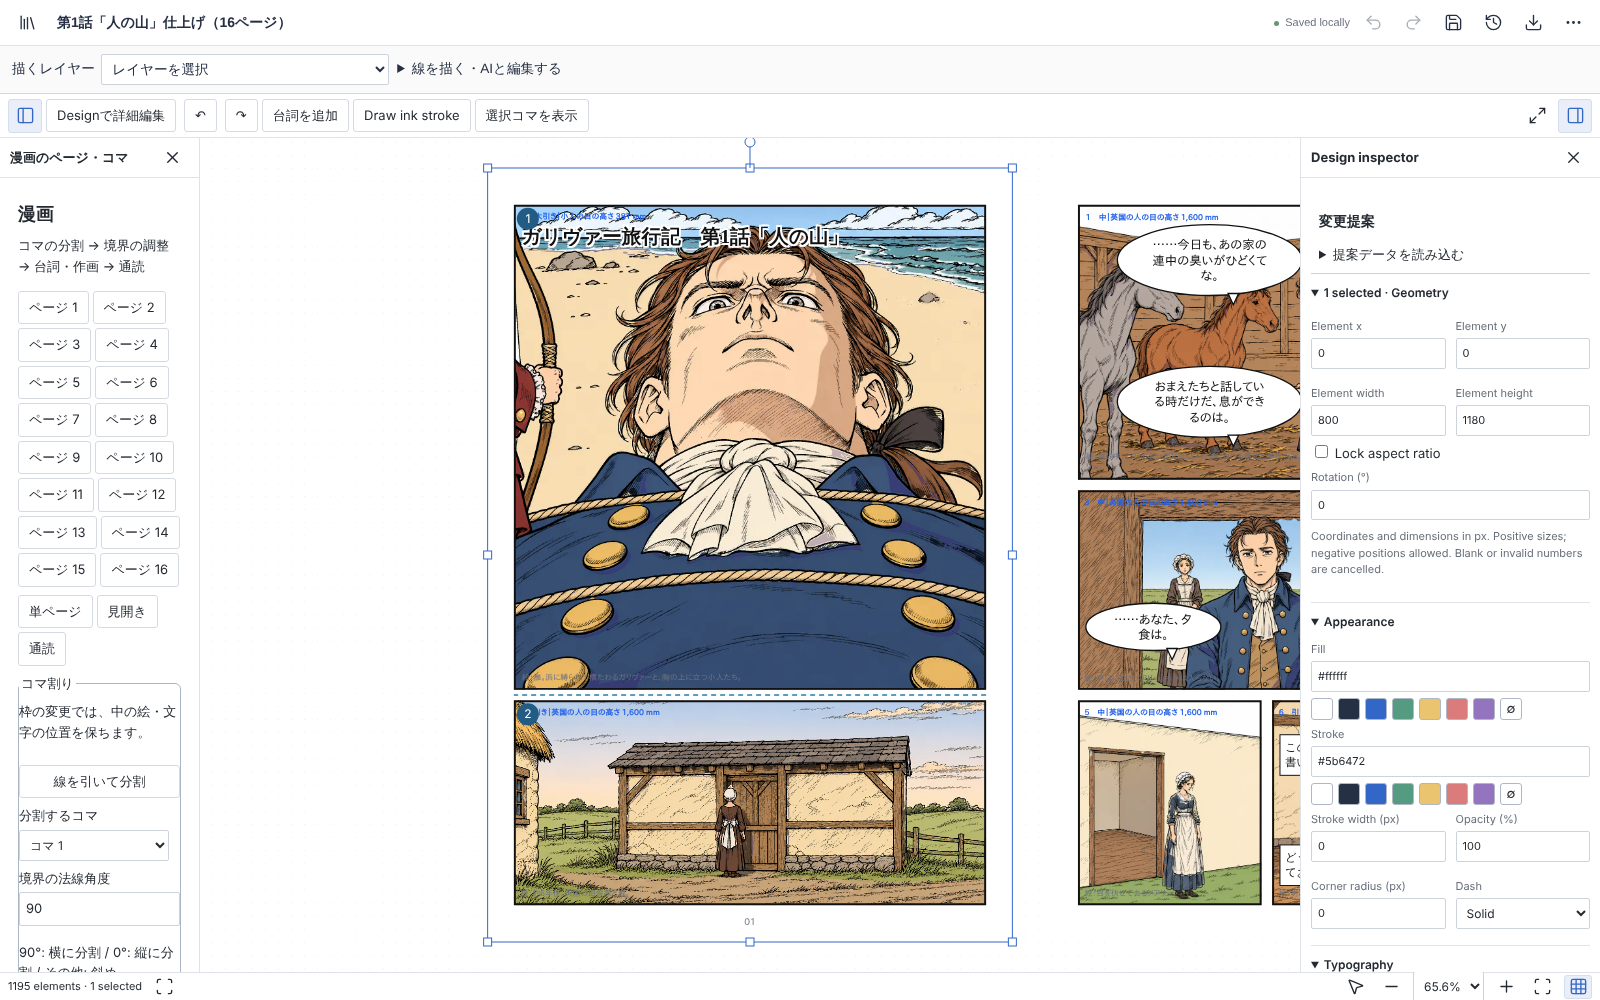 第1話「人の山」仕上げ（16ページ）
Saved locally
描くレイヤー
レイヤーを選択
▶ 線を描く・AIと編集する
Designで詳細編集
台詞を追加
Draw ink stroke
選択コマを表示
漫画のページ・コマ
漫画
コマの分割 → 境界の調整
→ 台詞・作画 → 通読
ページ 1 ページ 2
ページ 3 ページ 4
ページ 5 ページ 6
ページ 7 ページ 8
ページ 9 ページ 10
ページ 11 ページ 12
ページ 13 ページ 14
ページ 15 ページ 16
単ページ 見開き
通読
コマ割り
枠の変更では、中の絵・文
字の位置を保ちます。
線を引いて分割
分割するコマ
コマ 1
境界の法線角度
90
90°: 横に分割 / 0°: 縦に分
割 / その他: 斜め
1195 elements · 1 selected
1
ガリヴァー旅行記 第1話「人の山」
2
引き|英国の人の目の高さ 1,600 mm
01
1 中|英国の人の目の高さ 1,600 mm
……今日も、あの家の
連中の臭いがひどくて
な。
おまえたちと話してい
る時だけだ、息ができ
るのは。
……あなた、夕
食は。
5 中|英国の人の目の高さ 1,600 mm
6
Design inspector
変更提案
▶ 提案データを読み込む
▼ 1 selected · Geometry
Element x Element y
0 0
Element width Element height
800 1180
Lock aspect ratio
Rotation (°)
0
Coordinates and dimensions in px. Positive sizes;
negative positions allowed. Blank or invalid numbers
are cancelled.
▼ Appearance
Fill
#ffffff
Stroke
#5b6472
Stroke width (px) Opacity (%)
0 100
Corner radius (px) Dash
0 Solid
▼ Typography
65.6%